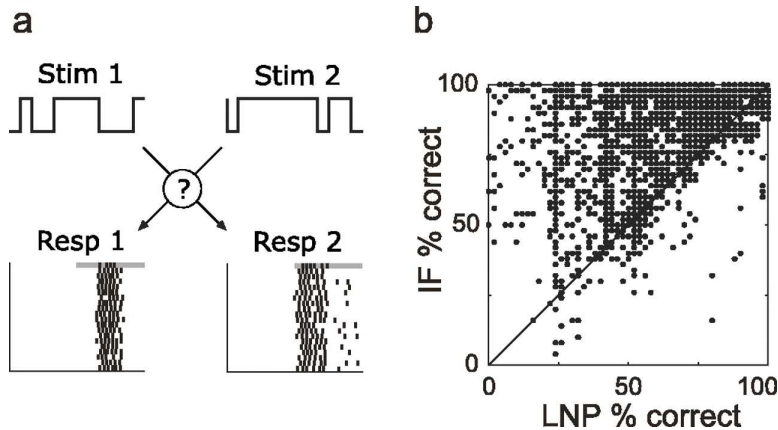 a
Stim 1
Stim 2
?
Resp 1
Resp 2
b
100
50
0
IF % correct
0
50
100
LNP % correct